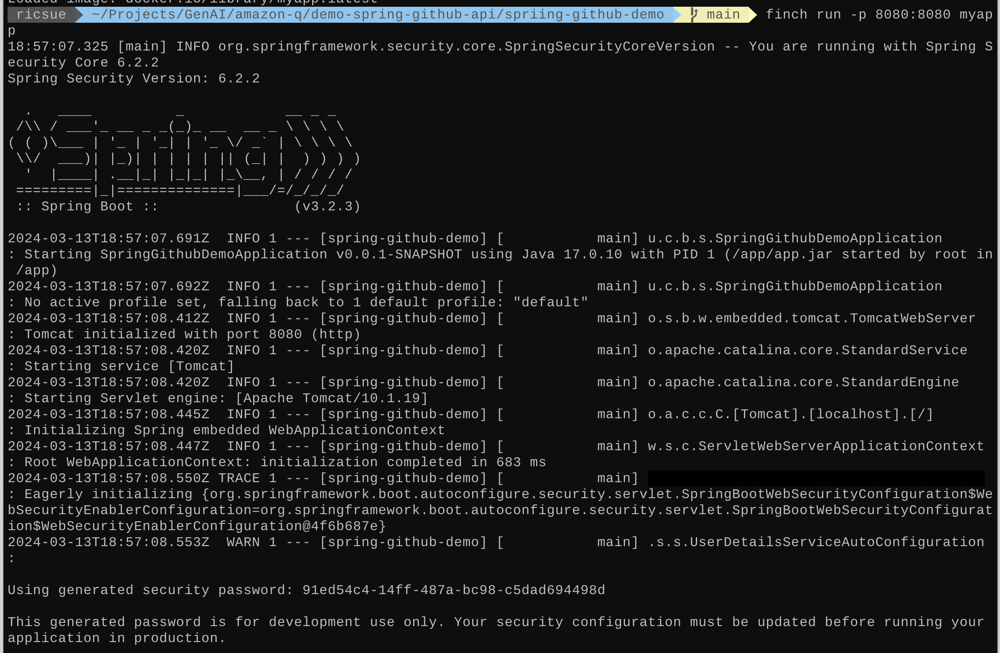 Loaded image: docker.io/library/myapp:latest
ricsue ~/Projects/GenAI/amazon-q/demo-spring-github-api/spriing-github-demo main finch run -p 8080:8080 myap
p
18:57:07.325 [main] INFO org.springframework.security.core.SpringSecurityCoreVersion -- You are running with Spring S
ecurity Core 6.2.2
Spring Security Version: 6.2.2

  .   ____          _            __ _ _
 /\\ / ___'_ __ _ _(_)_ __  __ _ \ \ \ \
( ( )\___ | '_ | '_| | '_ \/ _` | \ \ \ \
 \\/  ___)| |_)| | | | | || (_| |  ) ) ) )
  '  |____| .__|_| |_|_| |_\__, | / / / /
 =========|_|==============|___/=/_/_/_/
 :: Spring Boot ::                (v3.2.3)

2024-03-13T18:57:07.691Z  INFO 1 --- [spring-github-demo] [           main] u.c.b.s.SpringGithubDemoApplication
: Starting SpringGithubDemoApplication v0.0.1-SNAPSHOT using Java 17.0.10 with PID 1 (/app/app.jar started by root in
 /app)
2024-03-13T18:57:07.692Z  INFO 1 --- [spring-github-demo] [           main] u.c.b.s.SpringGithubDemoApplication
: No active profile set, falling back to 1 default profile: "default"
2024-03-13T18:57:08.412Z  INFO 1 --- [spring-github-demo] [           main] o.s.b.w.embedded.tomcat.TomcatWebServer
: Tomcat initialized with port 8080 (http)
2024-03-13T18:57:08.420Z  INFO 1 --- [spring-github-demo] [           main] o.apache.catalina.core.StandardService
: Starting service [Tomcat]
2024-03-13T18:57:08.420Z  INFO 1 --- [spring-github-demo] [           main] o.apache.catalina.core.StandardEngine
: Starting Servlet engine: [Apache Tomcat/10.1.19]
2024-03-13T18:57:08.445Z  INFO 1 --- [spring-github-demo] [           main] o.a.c.c.C.[Tomcat].[localhost].[/]
: Initializing Spring embedded WebApplicationContext
2024-03-13T18:57:08.447Z  INFO 1 --- [spring-github-demo] [           main] w.s.c.ServletWebServerApplicationContext
: Root WebApplicationContext: initialization completed in 683 ms
2024-03-13T18:57:08.550Z TRACE 1 --- [spring-github-demo] [           main]
: Eagerly initializing {org.springframework.boot.autoconfigure.security.servlet.SpringBootWebSecurityConfiguration$We
bSecurityEnablerConfiguration=org.springframework.boot.autoconfigure.security.servlet.SpringBootWebSecurityConfigurat
ion$WebSecurityEnablerConfiguration@4f6b687e}
2024-03-13T18:57:08.553Z  WARN 1 --- [spring-github-demo] [           main] .s.s.UserDetailsServiceAutoConfiguration
:

Using generated security password: 91ed54c4-14ff-487a-bc98-c5dad694498d

This generated password is for development use only. Your security configuration must be updated before running your
application in production.